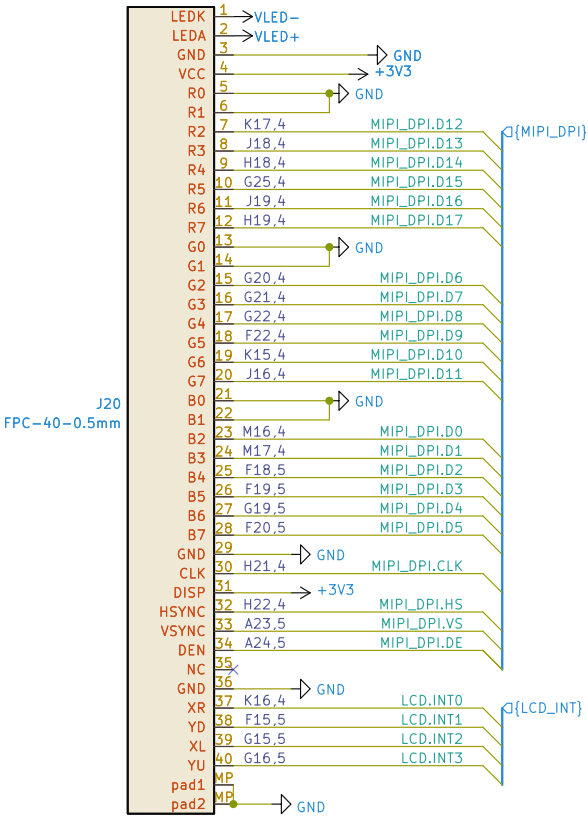 LEDK 1 VLED-
LEDA 2 VLED+
GND 3 GND
VCC 4 +3V3
R0 5 GND
R1 6
R2 7 K17,4 MIPI_DPI.D12 {MIPI_DPI}
R3 8 J18,4 MIPI_DPI.D13
R4 9 H18,4 MIPI_DPI.D14
R5 10 G25,4 MIPI_DPI.D15
R6 11 J19,4 MIPI_DPI.D16
R7 12 H19,4 MIPI_DPI.D17
G0 13 GND
G1 14
G2 15 G20,4 MIPI_DPI.D6
G3 16 G21,4 MIPI_DPI.D7
G4 17 G22,4 MIPI_DPI.D8
G5 18 F22,4 MIPI_DPI.D9
G6 19 K15,4 MIPI_DPI.D10
G7 20 J16,4 MIPI_DPI.D11
B0 21 GND
J20
B1 22
FPC-40-0.5mm
B2 23 M16,4 MIPI_DPI.D0
B3 24 M17,4 MIPI_DPI.D1
B4 25 F18,5 MIPI_DPI.D2
B5 26 F19,5 MIPI_DPI.D3
B6 27 G19,5 MIPI_DPI.D4
B7 28 F20,5 MIPI_DPI.D5
GND 29 GND
CLK 30 H21,4 MIPI_DPI.CLK
DISP 31 +3V3
HSYNC 32 H22,4 MIPI_DPI.HS
VSYNC 33 A23,5 MIPI_DPI.VS
DEN 34 A24,5 MIPI_DPI.DE
NC 35
GND 36 GND
XR 37 K16,4 LCD.INT0 {LCD_INT}
YD 38 F15,5 LCD.INT1
XL 39 G15,5 LCD.INT2
YU 40 G16,5 LCD.INT3
pad1 MP
pad2 MP GND